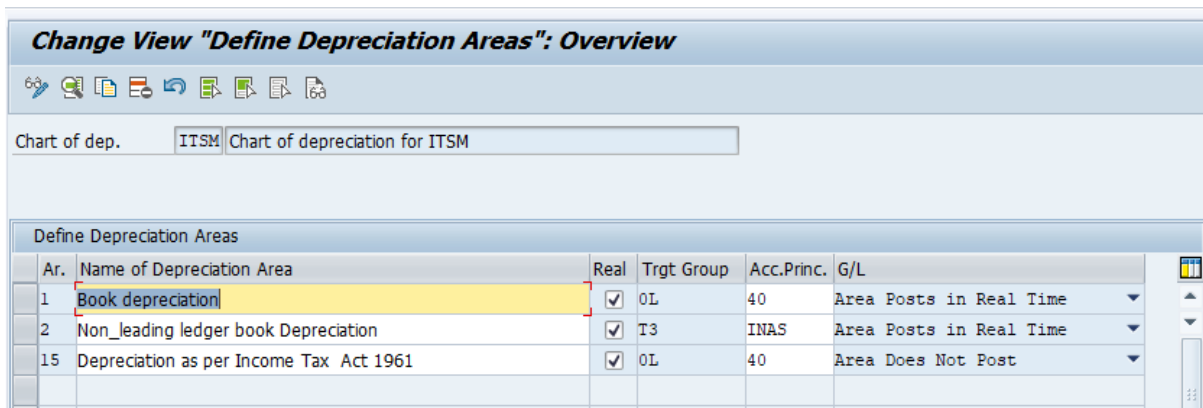 Change View "Define Depreciation Areas": Overview
Chart of dep. ITSM Chart of depreciation for ITSM
Define Depreciation Areas
Ar. Name of Depreciation Area Real Trgt Group Acc.Princ. G/L
1 Book depreciation 0L 40 Area Posts in Real Time
2 Non_leading ledger book Depreciation T3 INAS Area Posts in Real Time
15 Depreciation as per Income Tax Act 1961 0L 40 Area Does Not Post